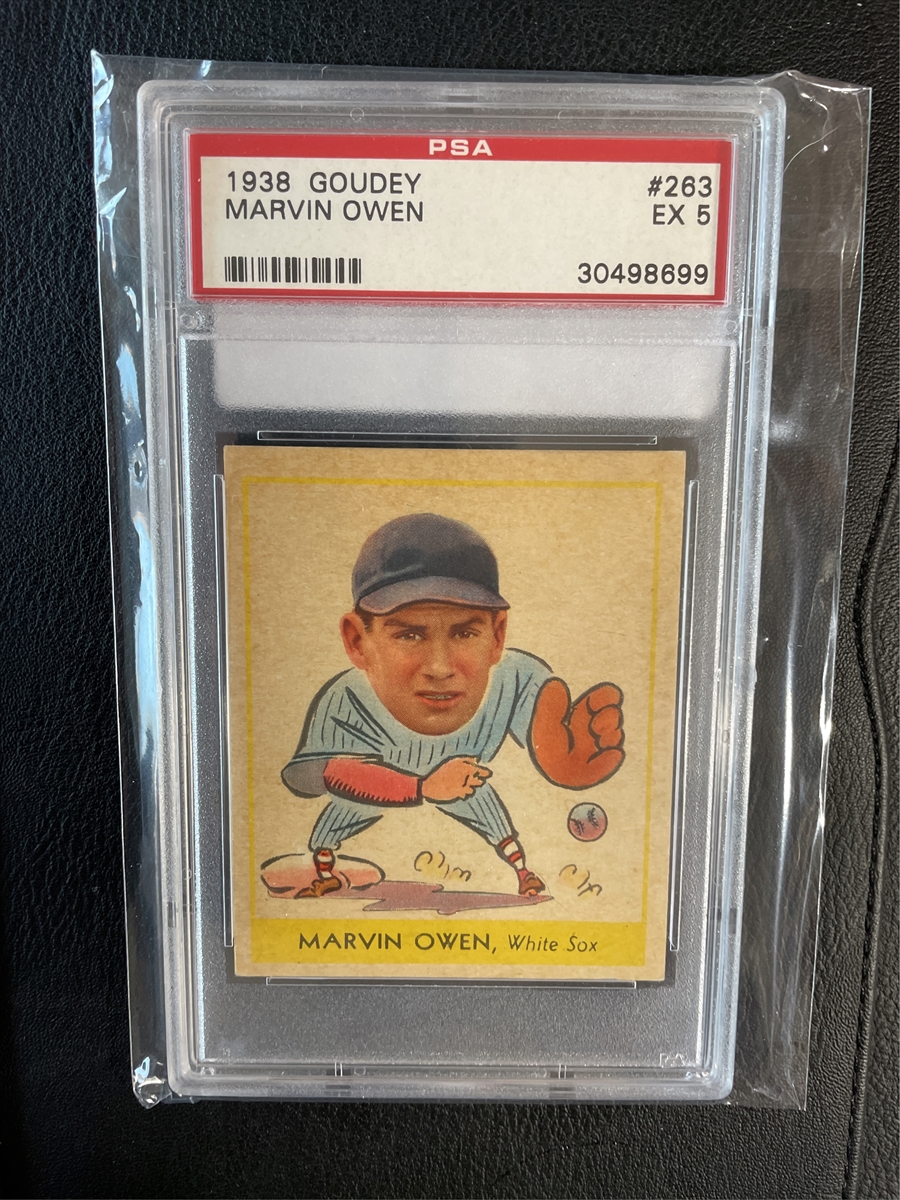 PSA
1938 GOUDEY #263
MARVIN OWEN EX 5
30498699
MARVIN OWEN, White Sox